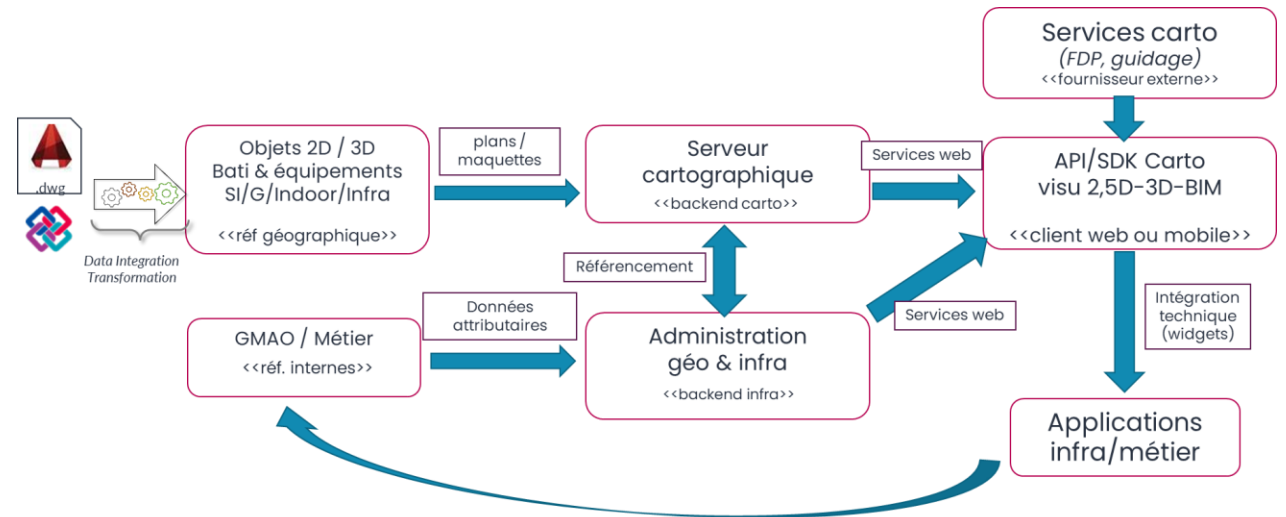 Services carto
(FDP, guidage)
<<fournisseur externe>>
.dwg
Data Integration
Transformation
Objets 2D / 3D
Bati & équipements
SI/G/Indoor/Infra
<<réf géographique>>
plans /
maquettes
Serveur
cartographique
<<backend carto>>
Services web
API/SDK Carto
visu 2,5D-3D-BIM
<<client web ou mobile>>
Référencement
GMAO / Métier
<<réf. internes>>
Données
attributaires
Administration
géo & infra
<<backend infra>>
Services web
Intégration
technique
(widgets)
Applications
infra/métier